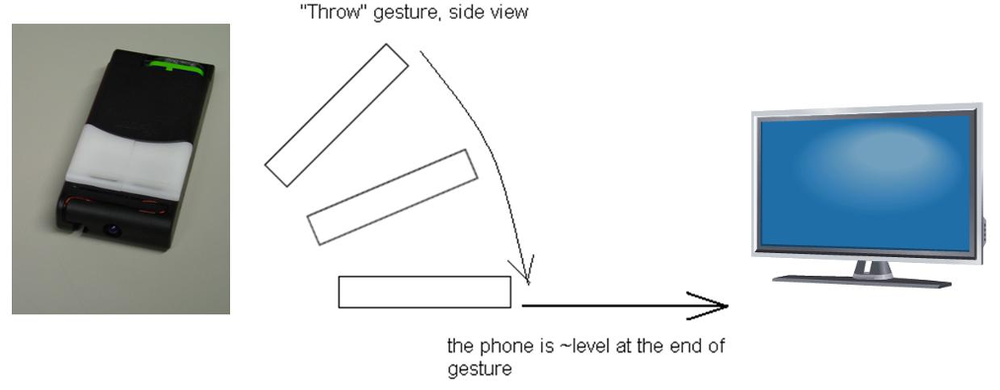 "Throw" gesture, side view
the phone is ~level at the end of
gesture